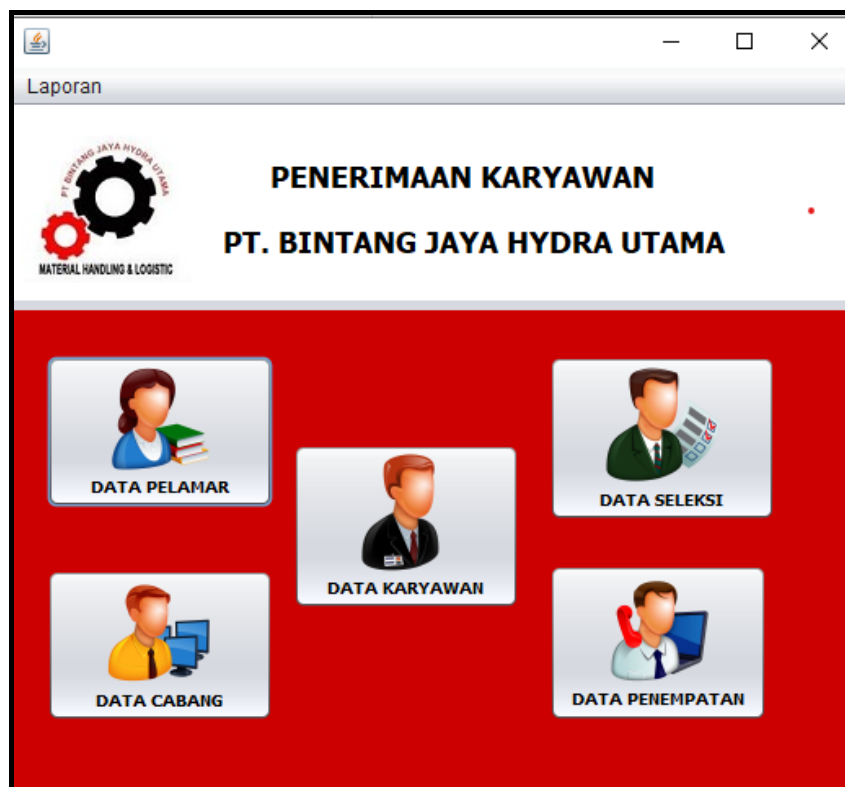 Laporan
PT BINTANG JAYA HYDRA UTAMA
MATERIAL HANDLING & LOGISTIC
PENERIMAAN KARYAWAN
PT. BINTANG JAYA HYDRA UTAMA
DATA PELAMAR
DATA SELEKSI
DATA KARYAWAN
DATA CABANG
DATA PENEMPATAN